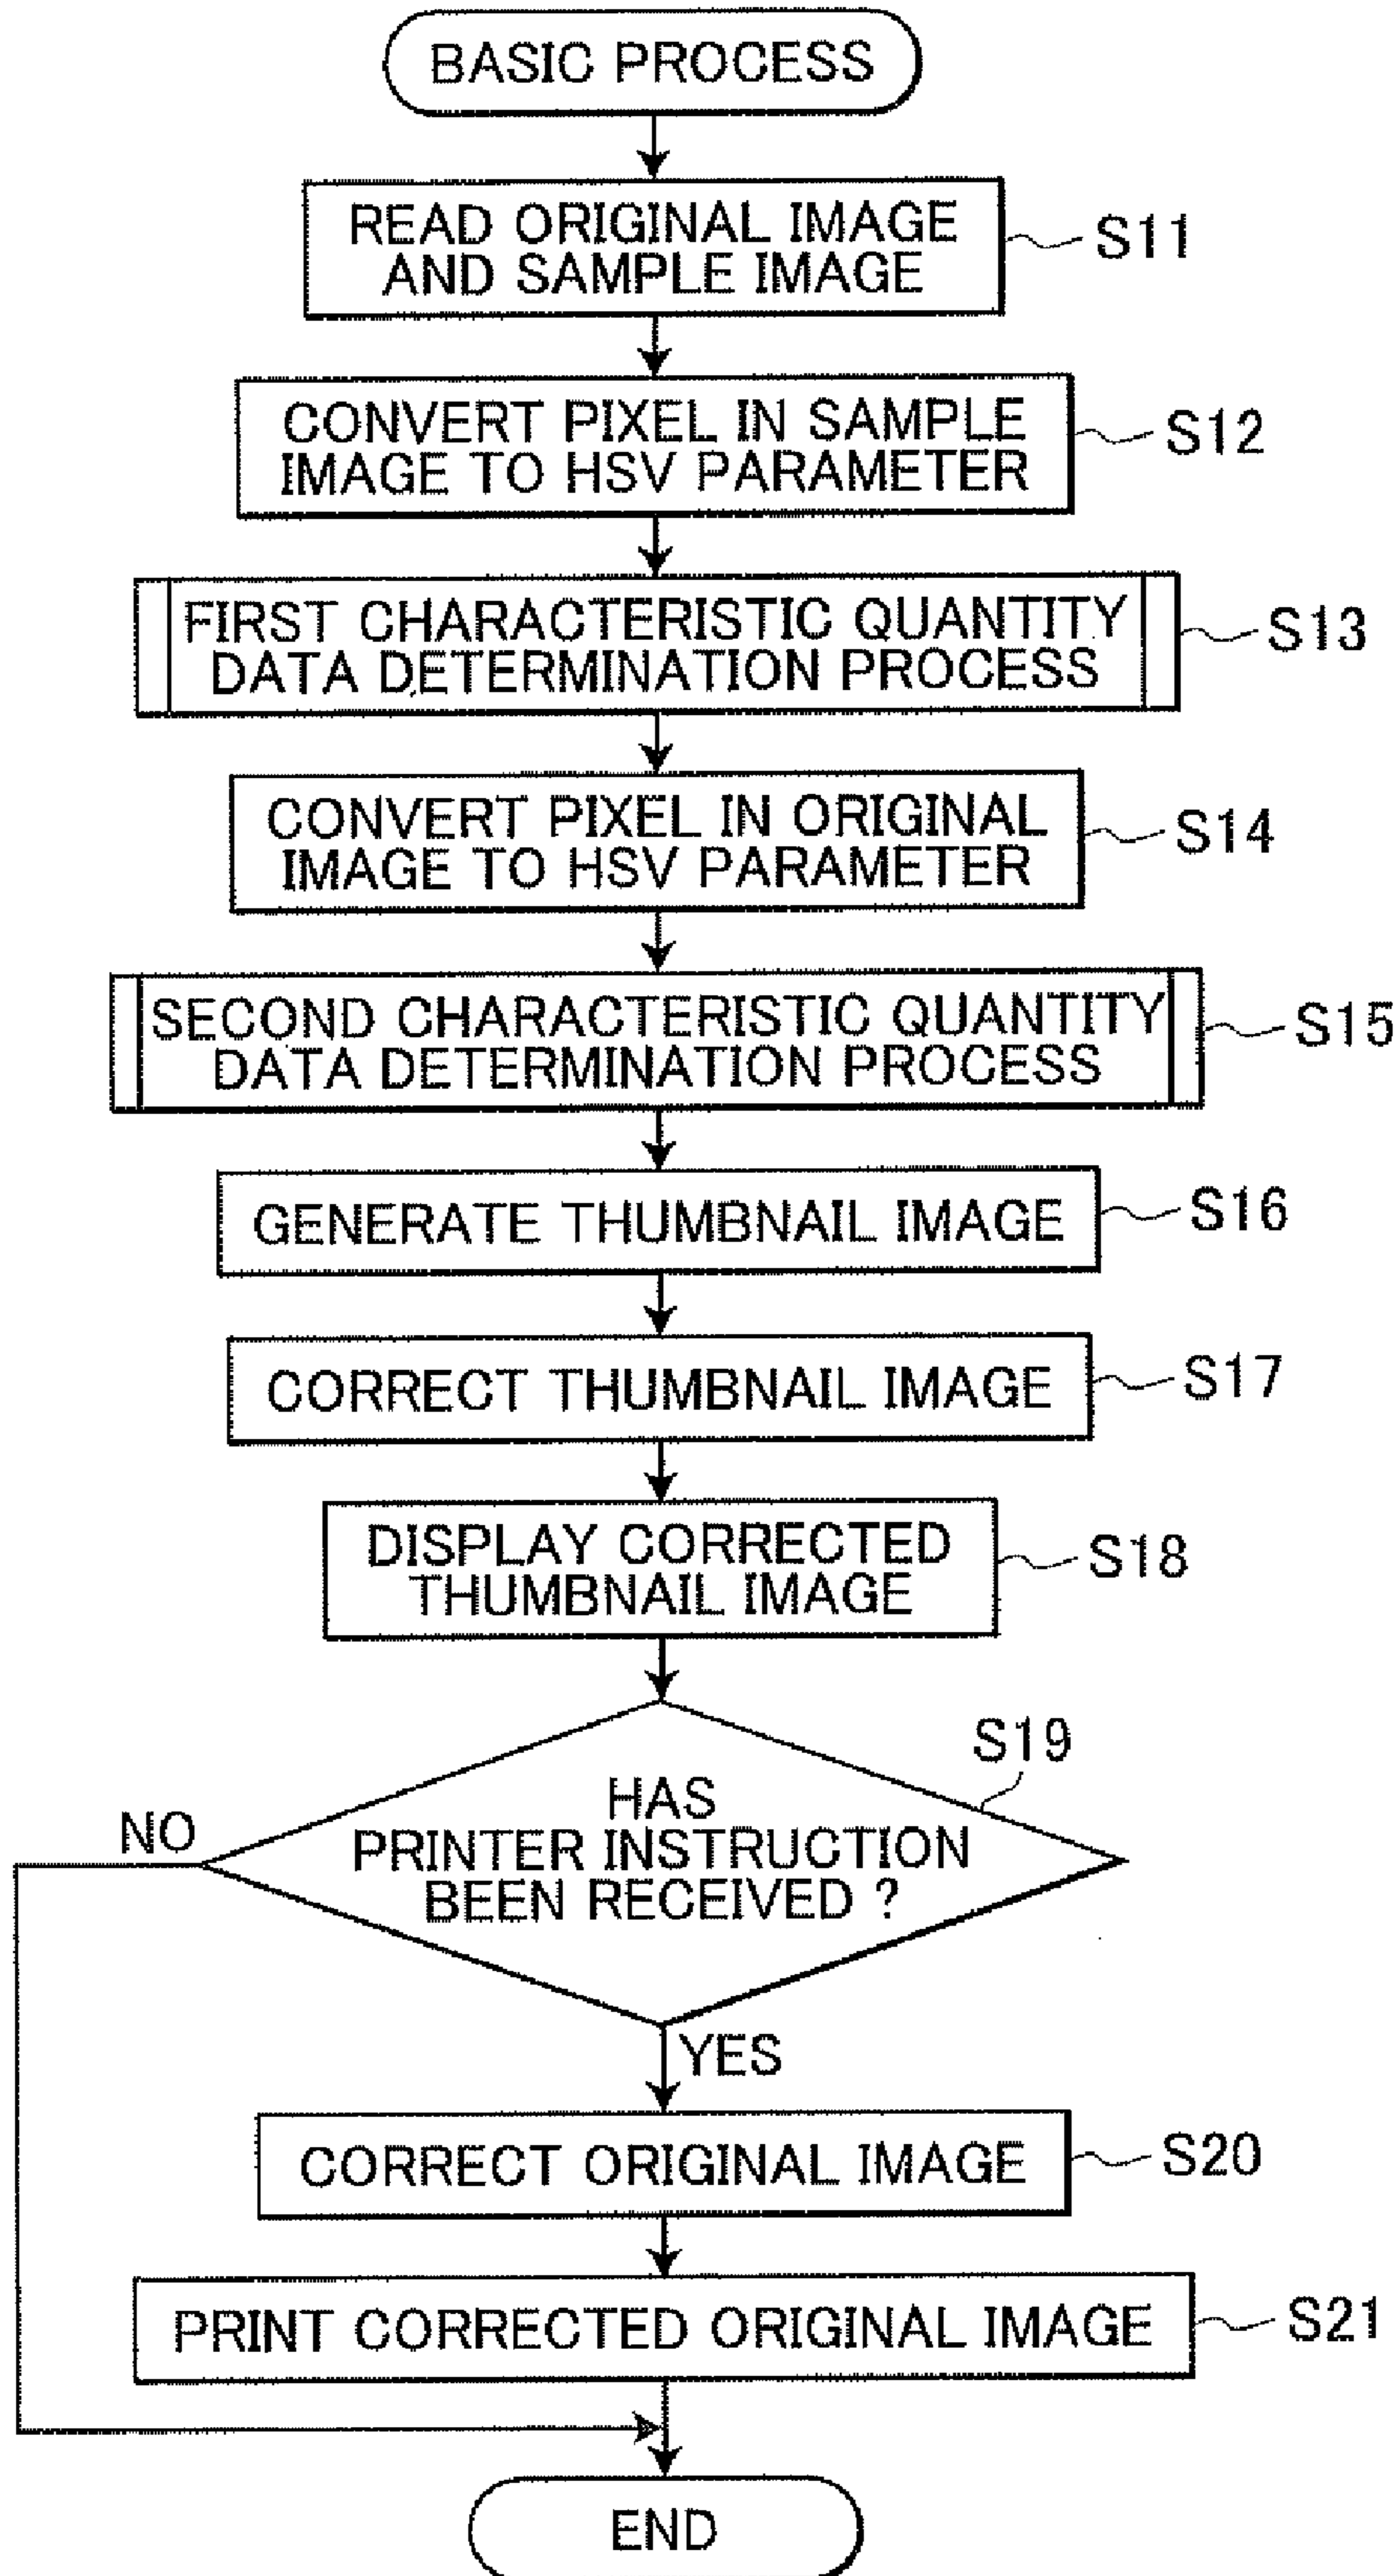 BASIC PROCESS
READ ORIGINAL IMAGE
AND SAMPLE IMAGE
S11
CONVERT PIXEL IN SAMPLE
IMAGE TO HSV PARAMETER
S12
FIRST CHARACTERISTIC QUANTITY
DATA DETERMINATION PROCESS
S13
CONVERT PIXEL IN ORIGINAL
IMAGE TO HSV PARAMETER
S14
SECOND CHARACTERISTIC QUANTITY
DATA DETERMINATION PROCESS
S15
GENERATE THUMBNAIL IMAGE
S16
CORRECT THUMBNAIL IMAGE
S17
DISPLAY CORRECTED
THUMBNAIL IMAGE
S18
S19
HAS
PRINTER INSTRUCTION
BEEN RECEIVED ?
NO
YES
CORRECT ORIGINAL IMAGE
S20
PRINT CORRECTED ORIGINAL IMAGE
S21
END